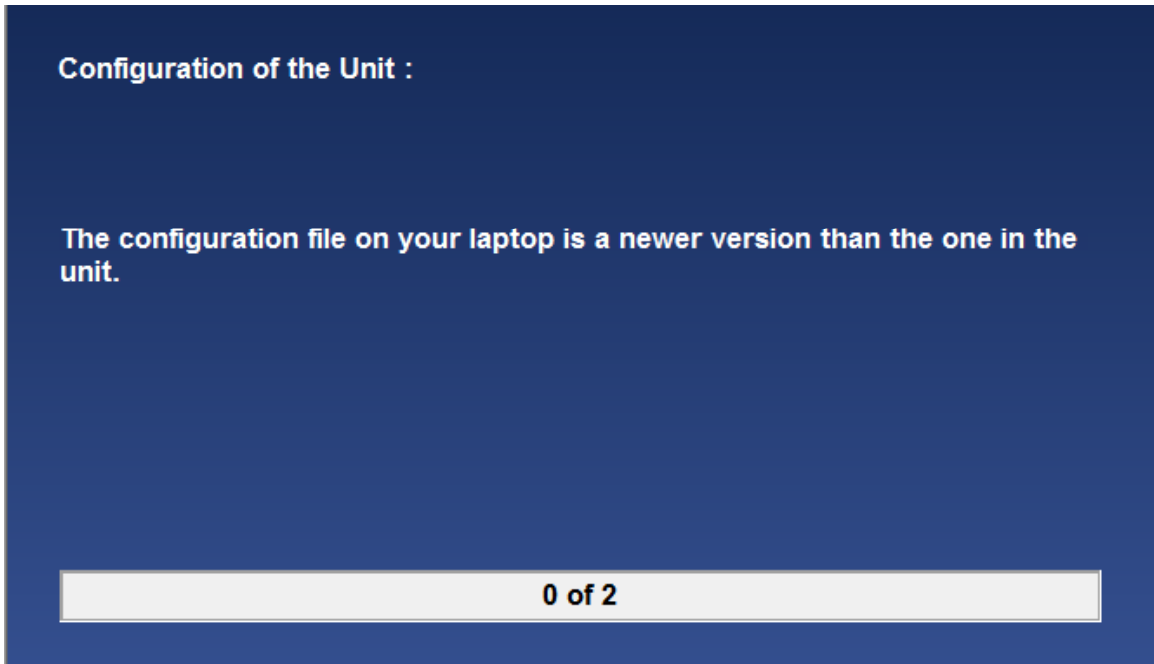 Configuration of the Unit :
The configuration file on your laptop is a newer version than the one in the
unit.
0 of 2